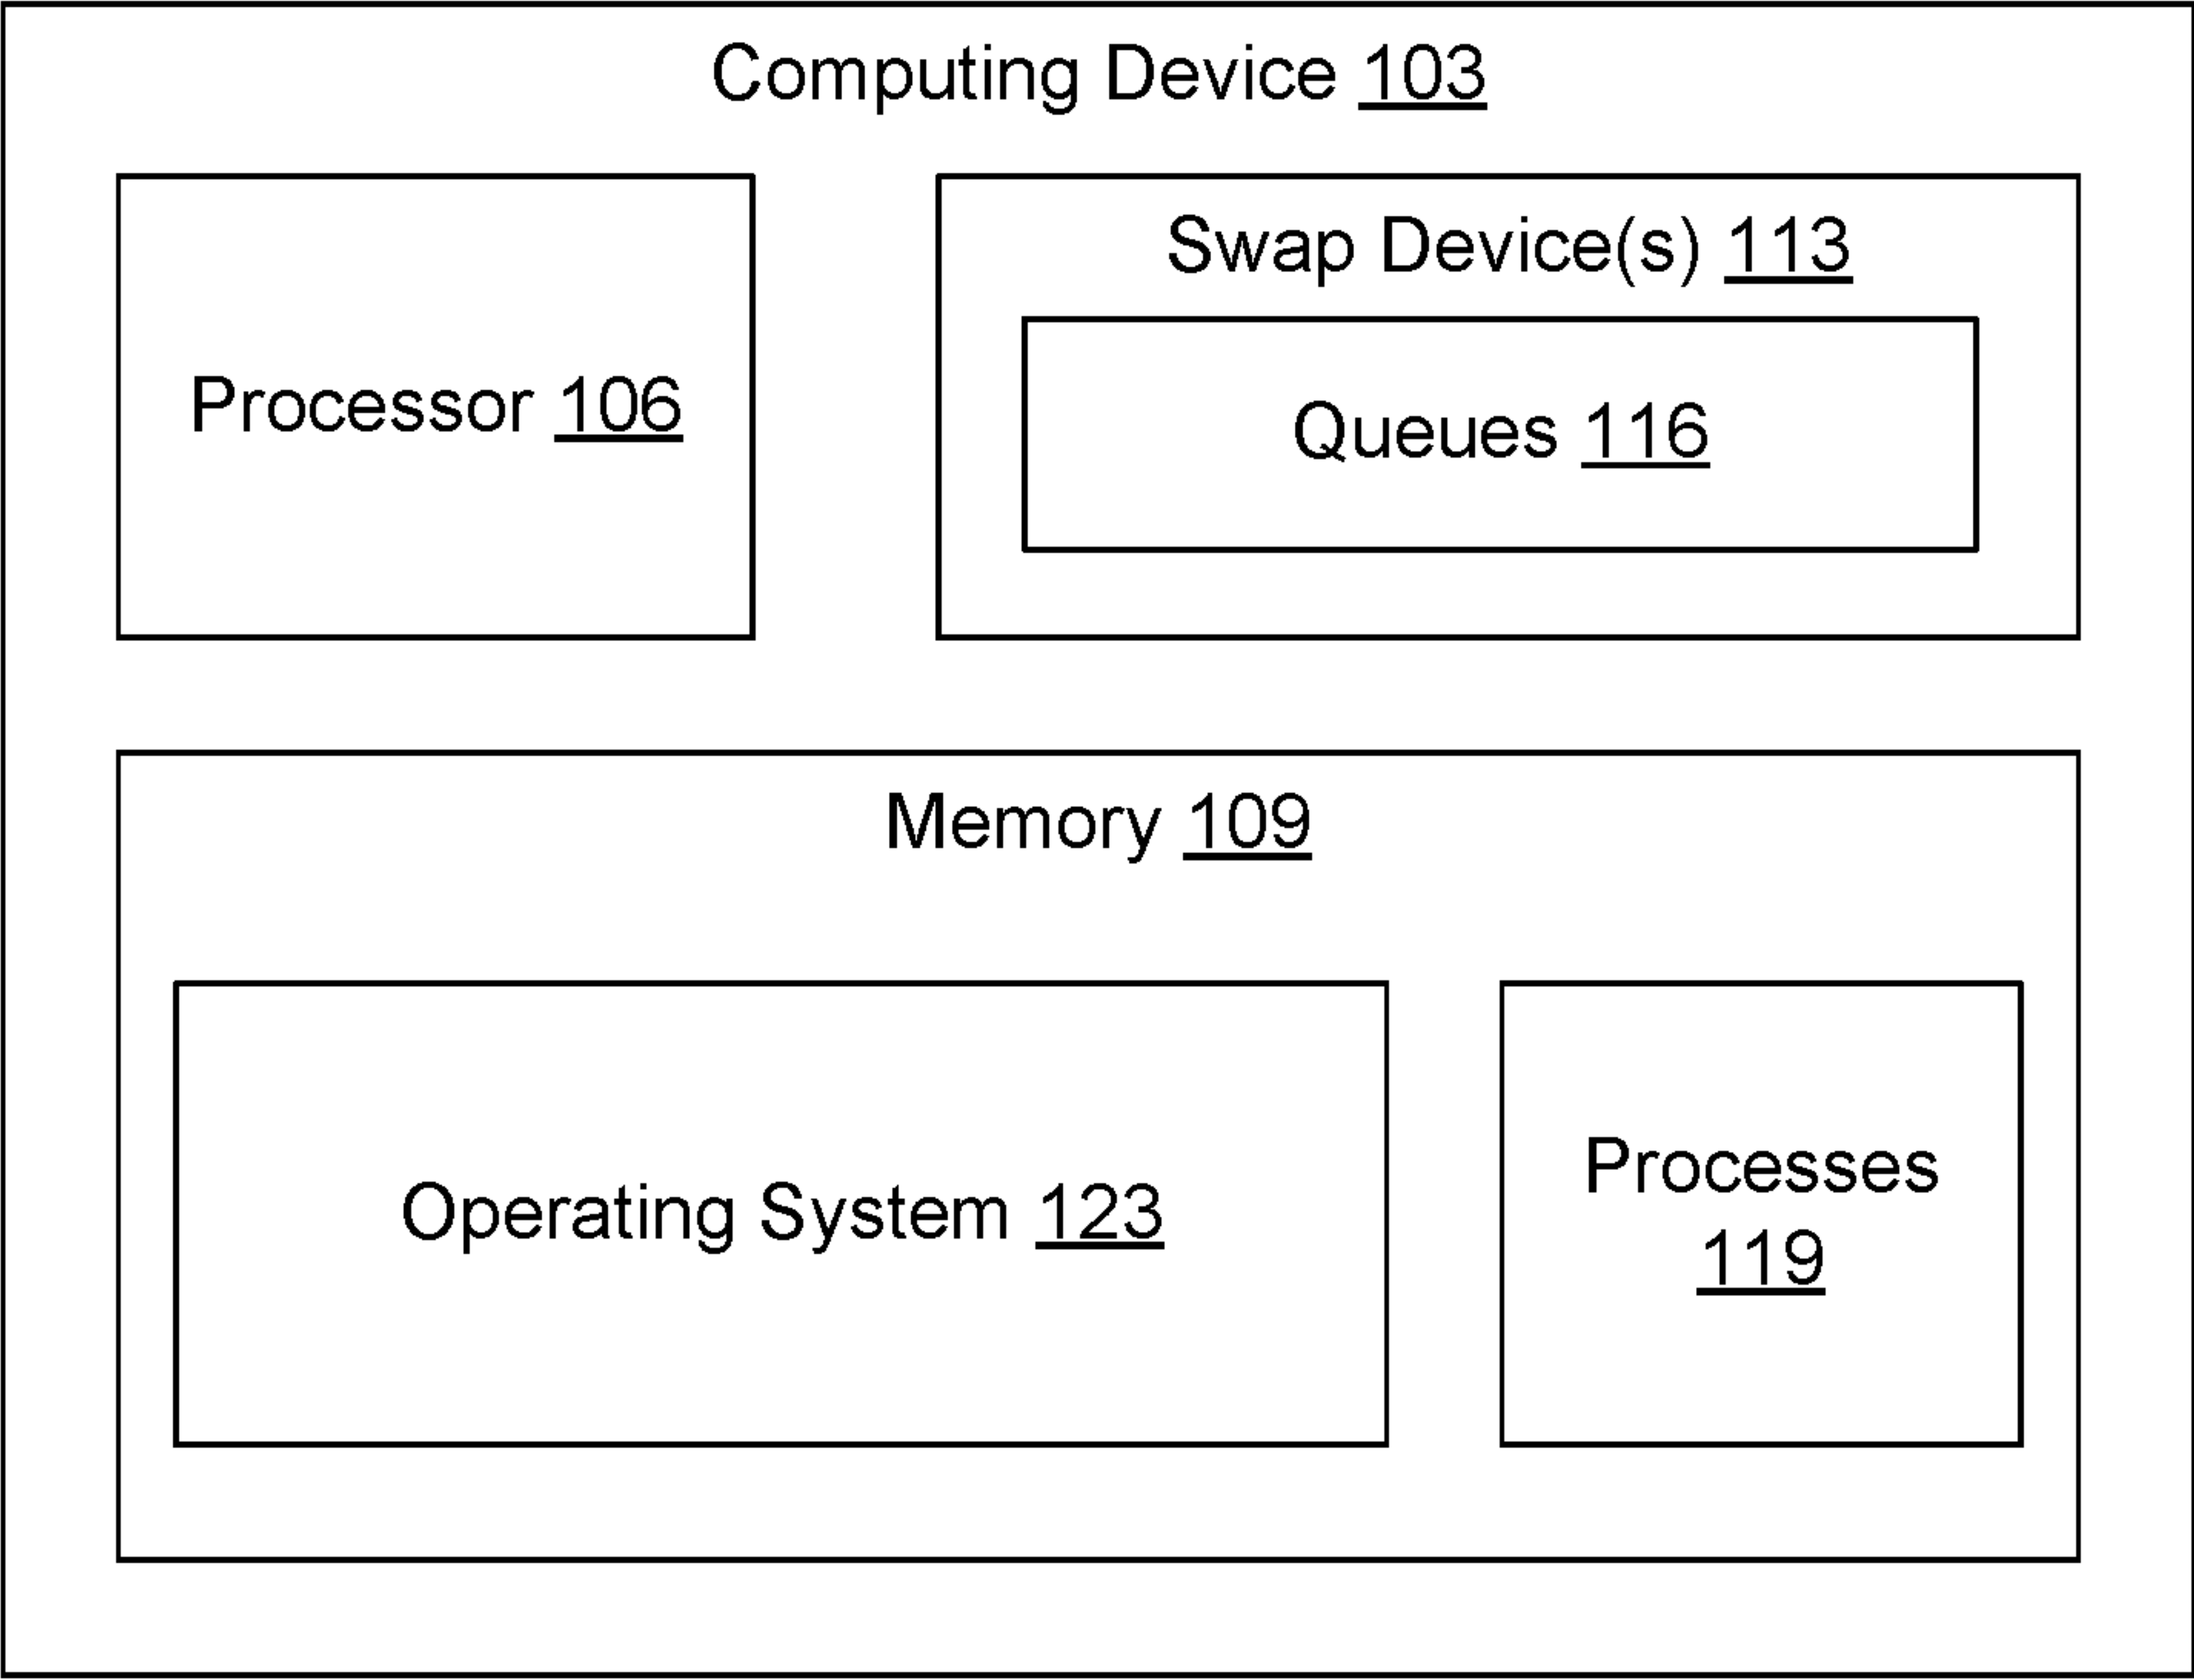 Computing Device 103
Processor 106
Swap Device(s) 113
Queues 116
Memory 109
Operating System 123
Processes
119